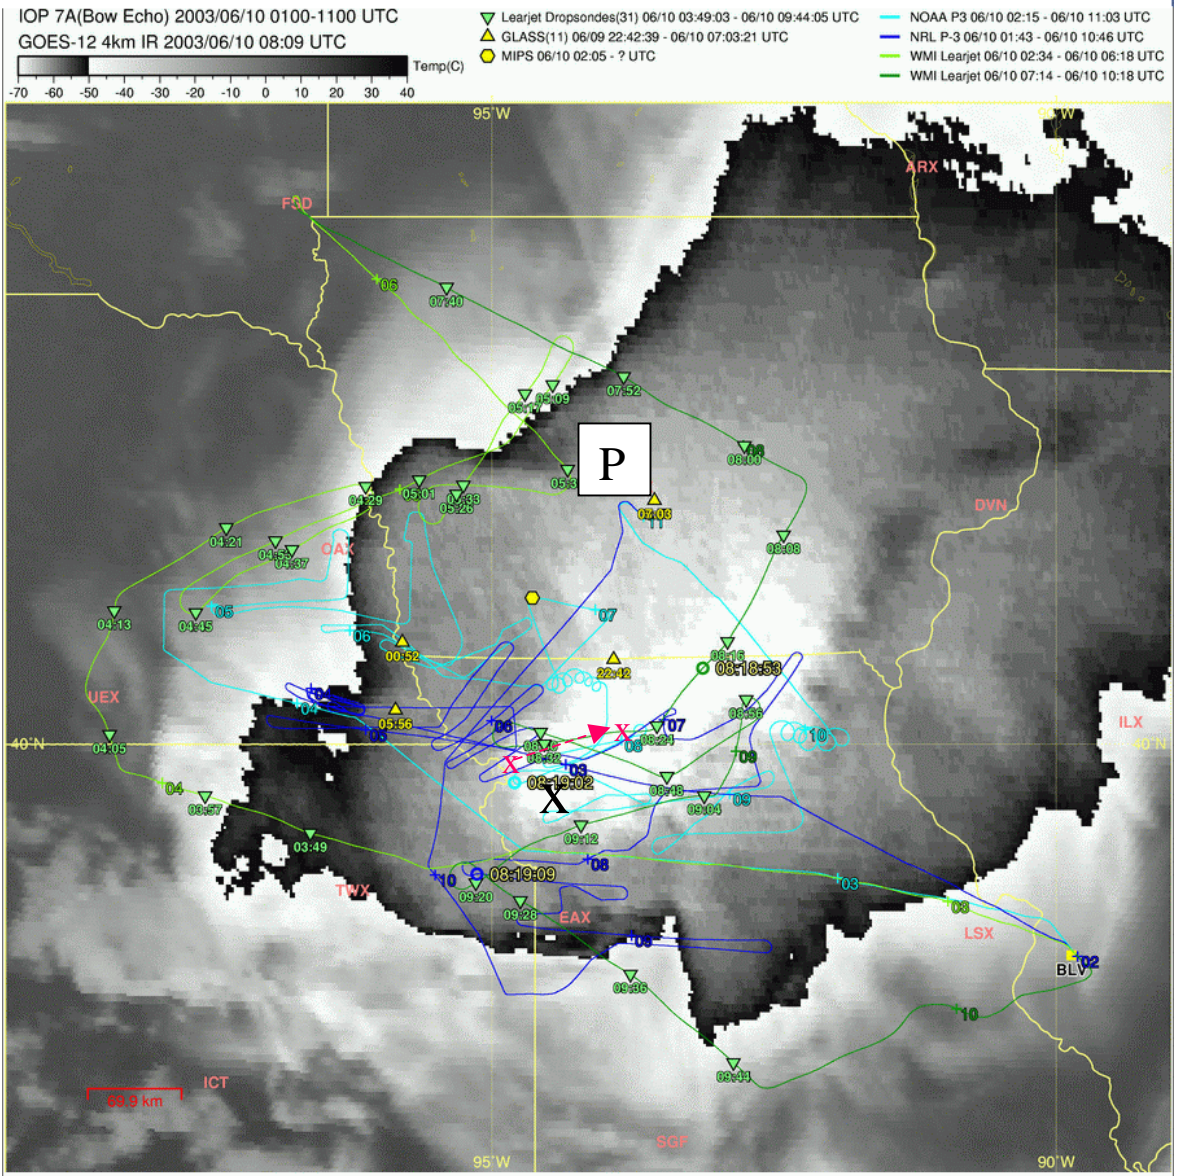 IOP 7A(Bow Echo) 2003/06/10 0100-1100 UTC
GOES-12 4km IR 2003/06/10 08:09 UTC
Temp(C)
-70 -60 -50 -40 -30 -20 -10 0 10 20 30 40
Learjet Dropsondes(31) 06/10 03:49:03 - 06/10 09:44:05 UTC
GLASS(11) 06/09 22:42:39 - 06/10 07:03:21 UTC
MIPS 06/10 02:05 - ? UTC
NOAA P3 06/10 02:15 - 06/10 11:03 UTC
NRL P-3 06/10 01:43 - 06/10 10:46 UTC
WMI Learjet 06/10 02:34 - 06/10 06:18 UTC
WMI Learjet 06/10 07:14 - 06/10 10:18 UTC
95°W 90°W
ARX
FSD
06
07:40
07:52
05:09
08:00
P
05:01
04:29
05:33
05:26
07:03
11
DVN
04:21
OAX
04:37
08:08
04:13
04:45
05
07
06
00:52
22:42
08:16
08:18:53
UEX
04
05:56
06
07
08:56
ILX
04:05
05
X
08:24
10
40°N
08:32
08
40°N
X
03
09
04
08:19:02
08:48
09
03:57
X
09:04
03:49
09:12
08
TWX
10
08:19:09
03
09:20
03
09:28
EAX
LSX
09
02
BLV
09:36
10
09:44
ICT
69.9 km
SGF
95°W 90°W